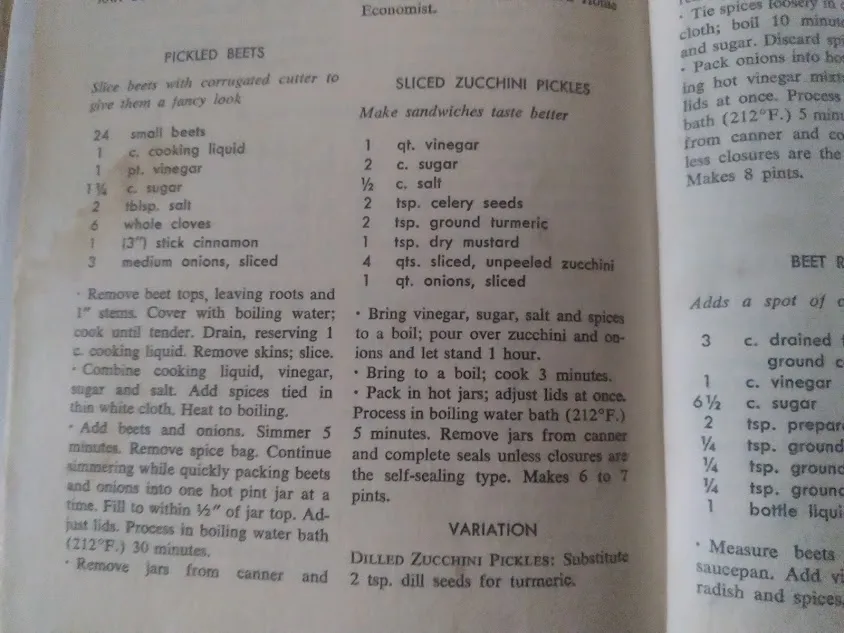 Economist.
PICKLED BEETS
Slice beets with corrugated cutter to
give them a fancy look
24 small beets
1 c. cooking liquid
1 pt. vinegar
1¼ c. sugar
2 tblsp. salt
6 whole cloves
1 (3") stick cinnamon
3 medium onions, sliced
· Remove beet tops, leaving roots and
1" stems. Cover with boiling water;
cook until tender. Drain, reserving 1
c. cooking liquid. Remove skins; slice.
· Combine cooking liquid, vinegar,
sugar and salt. Add spices tied in
thin white cloth. Heat to boiling.
· Add beets and onions. Simmer 5
minutes. Remove spice bag. Continue
simmering while quickly packing beets
and onions into one hot pint jar at a
time. Fill to within ½" of jar top. Ad-
just lids. Process in boiling water bath
(212°F.) 30 minutes.
· Remove jars from canner and
SLICED ZUCCHINI PICKLES
Make sandwiches taste better
1 qt. vinegar
2 c. sugar
½ c. salt
2 tsp. celery seeds
2 tsp. ground turmeric
1 tsp. dry mustard
4 qts. sliced, unpeeled zucchini
1 qt. onions, sliced
· Bring vinegar, sugar, salt and spices
to a boil; pour over zucchini and on-
ions and let stand 1 hour.
· Bring to a boil; cook 3 minutes.
· Pack in hot jars; adjust lids at once.
Process in boiling water bath (212°F.)
5 minutes. Remove jars from canner
and complete seals unless closures are
the self-sealing type. Makes 6 to 7
pints.
VARIATION
DILLED ZUCCHINI PICKLES: Substitute
2 tsp. dill seeds for turmeric.
· Tie spices loosely in
cloth; boil 10
and sugar. Discard
· Pack onions into
ing hot vinegar
lids at once. Process
bath (212°F.) 5
from canner and
less closures are the
Makes 8 pints.
BEET
Adds a spot of
3 c. drained
ground
1 c. vinegar
6½ c. sugar
2 tsp.
¼ tsp. ground
¼ tsp. ground
¼ tsp. ground
1 bottle
· Measure beets
saucepan. Add
radish and spices,